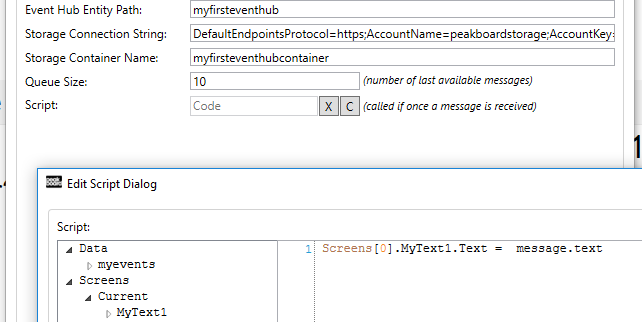 Event Hub Entity Path: myfirsteventhub
Storage Connection String: DefaultEndpointsProtocol=https;AccountName=peakboardstorage;AccountKey=
Storage Container Name: myfirsteventhubcontainer
Queue Size: 10 (number of last available messages)
Script: Code X C (called if once a message is received)
Edit Script Dialog
Script:
Data
myevents
Screens
Current
MyText1
1 Screens[0].MyText1.Text = message.text